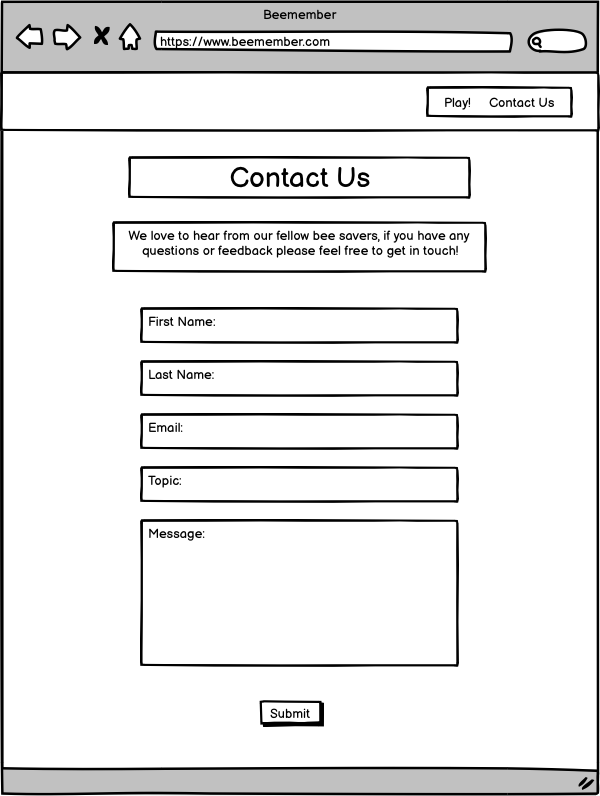 Beemember
https://www.beemember.com
Play! Contact Us
Contact Us
We love to hear from our fellow bee savers, if you have any
questions or feedback please feel free to get in touch!
First Name:
Last Name:
Email:
Topic:
Message:
Submit